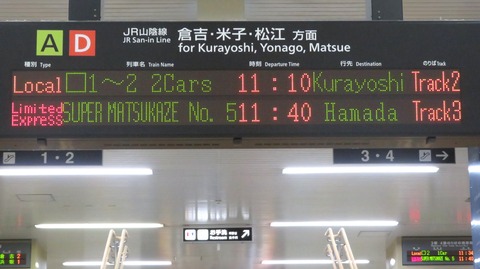 A D JR山陰線 倉吉・米子・松江 方面
JR San-in Line for Kurayoshi, Yonago, Matsue
種別 Type 列車名 Train Name 時刻 Departure Time 行先 Destination のりば Track
Local □1～2 2Cars 11:10 Kurayoshi Track2
Limited Express SUPER MATSUKAZE No. 5 11:40 Hamada Track3
1・2 3・4